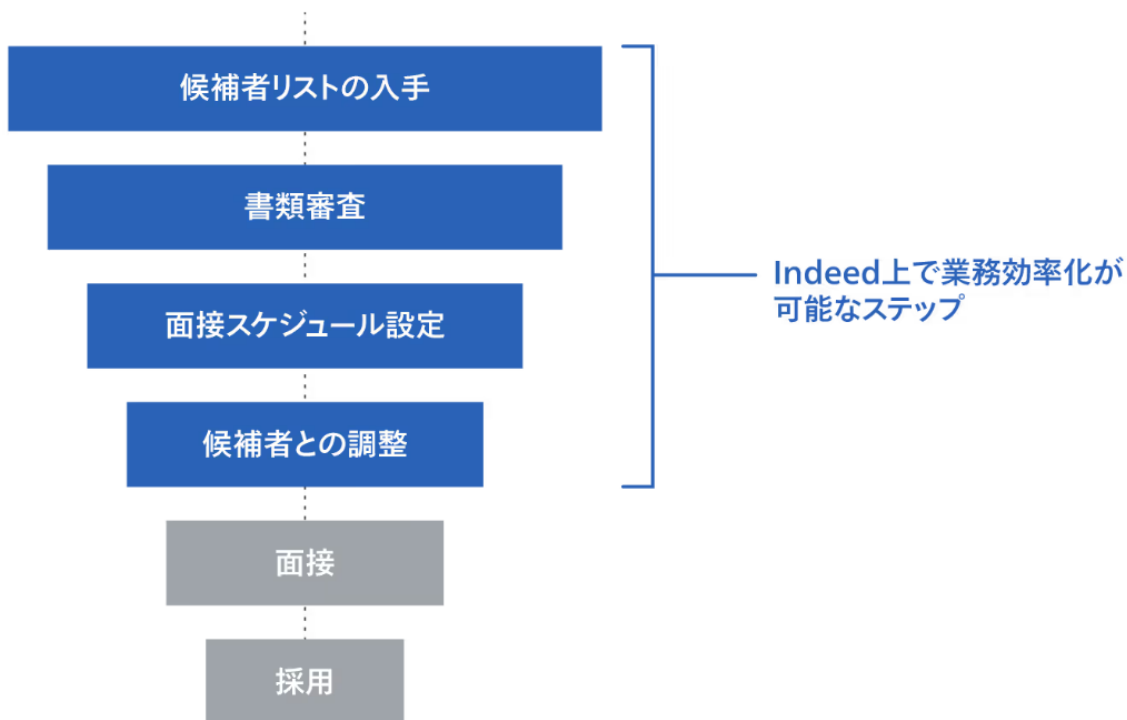 候補者リストの入手
書類審査
面接スケジュール設定
候補者との調整
面接
採用
Indeed上で業務効率化が
可能なステップ